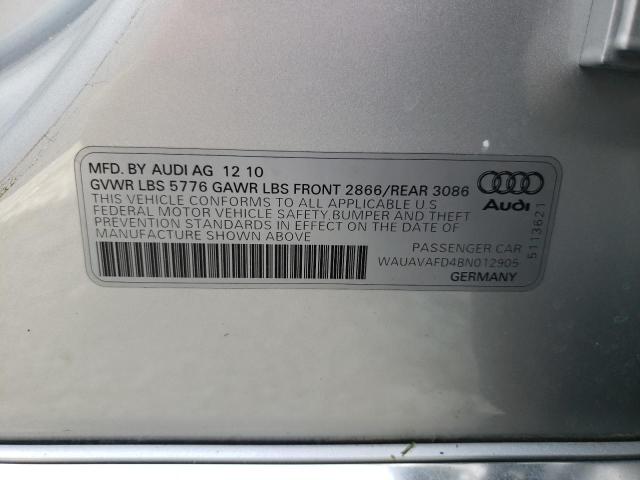 MFD. BY AUDI AG 12 10
GVWR LBS 5776 GAWR LBS FRONT 2866/REAR 3086
THIS VEHICLE CONFORMS TO ALL APPLICABLE U S
FEDERAL MOTOR VEHICLE SAFETY, BUMPER AND THEFT
PREVENTION STANDARDS IN EFFECT ON THE DATE OF
MANUFACTURE SHOWN ABOVE
PASSENGER CAR
WAUAVAFD4BN012905
GERMANY
Audi
5113621